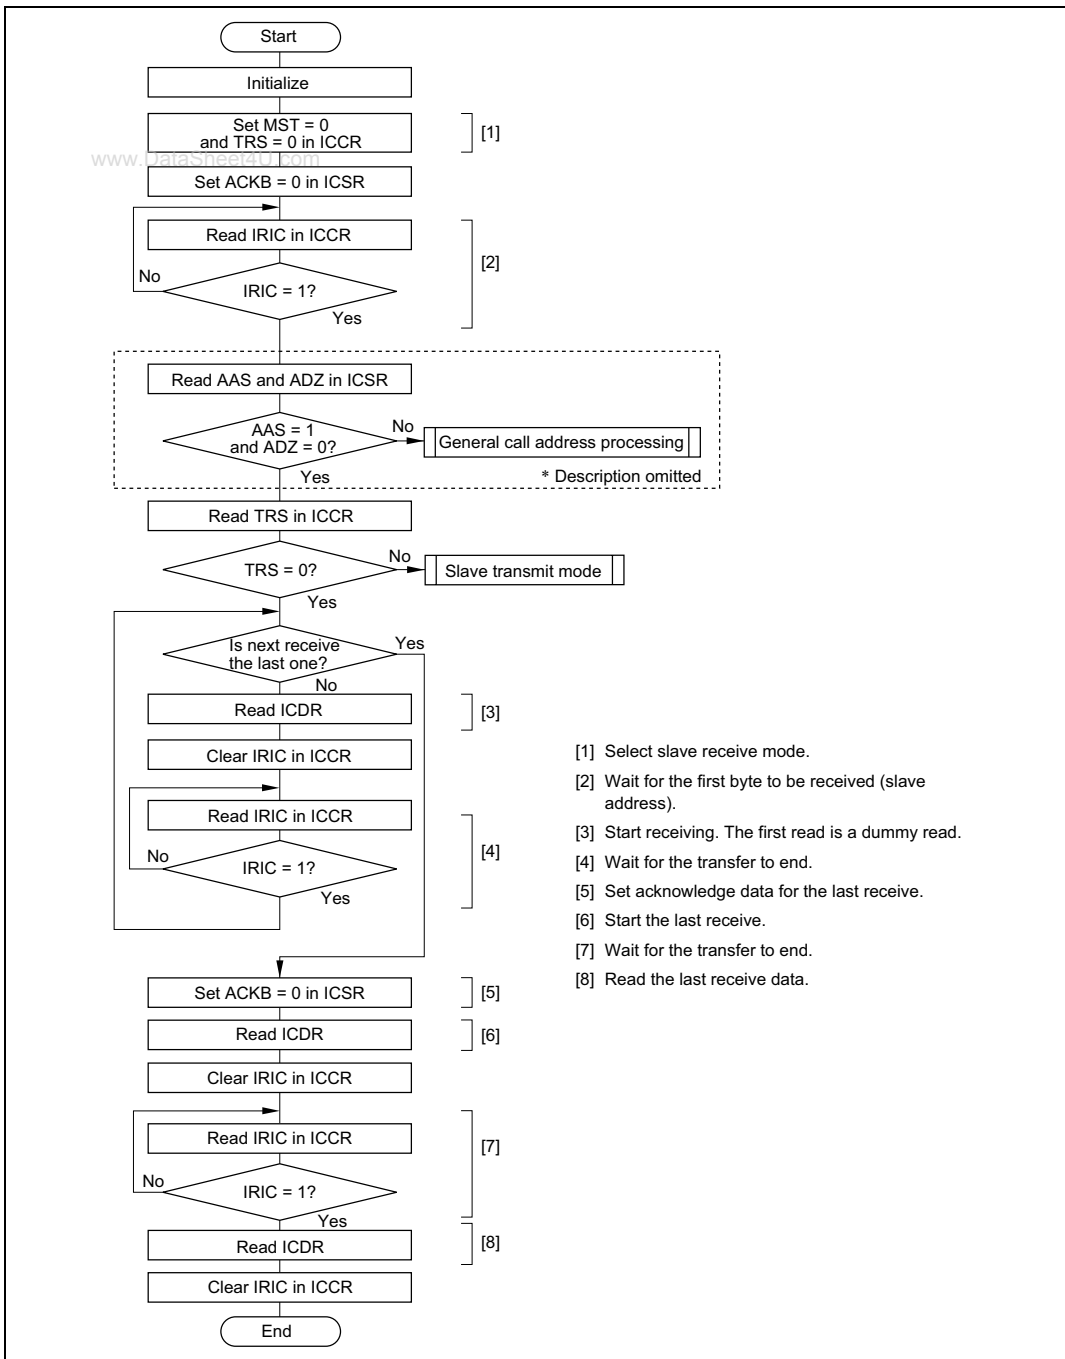 Start
Initialize
Set MST = 0
and TRS = 0 in ICCR
[1]
www.DataSheet4U.com
Set ACKB = 0 in ICSR
Read IRIC in ICCR
[2]
No
IRIC = 1?
Yes
Read AAS and ADZ in ICSR
AAS = 1
and ADZ = 0?
No
General call address processing
Yes
* Description omitted
Read TRS in ICCR
TRS = 0?
No
Slave transmit mode
Yes
Is next receive
the last one?
Yes
No
Read ICDR
[3]
Clear IRIC in ICCR
Read IRIC in ICCR
[4]
No
IRIC = 1?
Yes
[1] Select slave receive mode.
[2] Wait for the first byte to be received (slave
address).
[3] Start receiving. The first read is a dummy read.
[4] Wait for the transfer to end.
[5] Set acknowledge data for the last receive.
[6] Start the last receive.
[7] Wait for the transfer to end.
[8] Read the last receive data.
Set ACKB = 0 in ICSR
[5]
Read ICDR
[6]
Clear IRIC in ICCR
Read IRIC in ICCR
[7]
No
IRIC = 1?
Yes
Read ICDR
[8]
Clear IRIC in ICCR
End